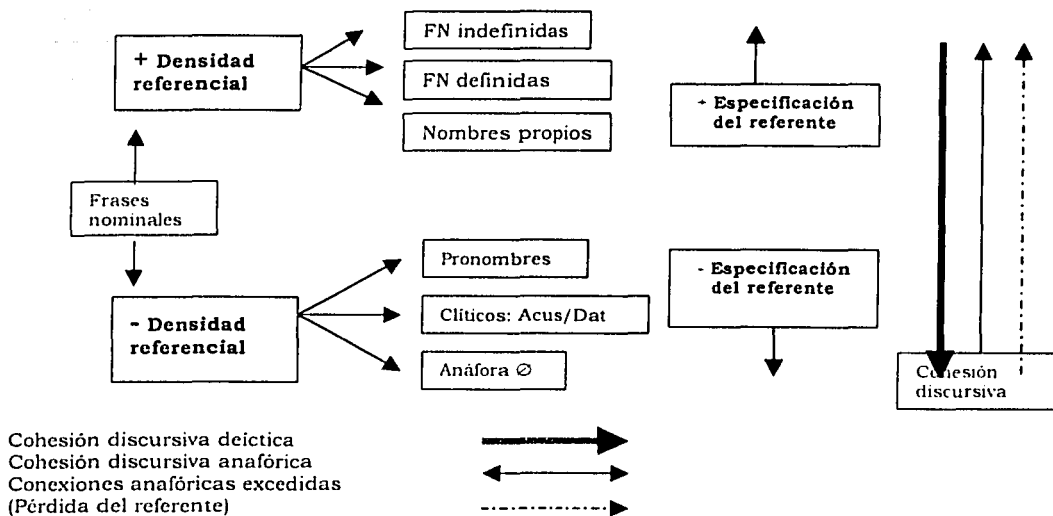 + Densidad
referencial
FN indefinidas
FN definidas
Nombres propios
+ Especificación
del referente
Frases
nominales
- Densidad
referencial
Pronombres
Clíticos: Acus/Dat
Anáfora ∅
- Especificación
del referente
Cohesión
discursiva
Cohesión discursiva deíctica
Cohesión discursiva anafórica
Conexiones anafóricas excedidas
(Pérdida del referente)